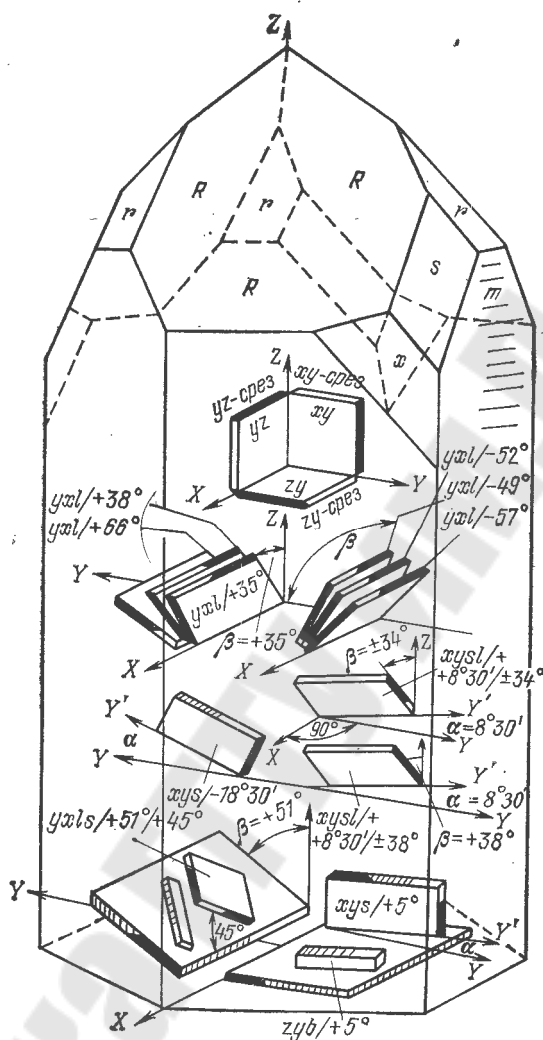 Z
R
R
r
r
r
R
s
m
x
Z
yz-срез
xy-срез
yz
xy
X
zy
Y
zy-срез
yxl/-52°
yxl/-49°
yxl/-57°
yxl/+38°
yxl/+66°
Z
β
Y
yxl/+35°
β=+35°
X
X
β=±34°
Z
xysl/+
+8°30'/±34°
Y'
Y'
α
α=8°30'
90°
Y
X
Y
Y'
α=8°30'
xys/-18°30'
xysl/+
+8°30'/±38°
Y
β=+38°
yxls/+51°/+45°
β=+51°
Y
45°
xys/+5°
Y'
α
Y
X
zyb/+5°